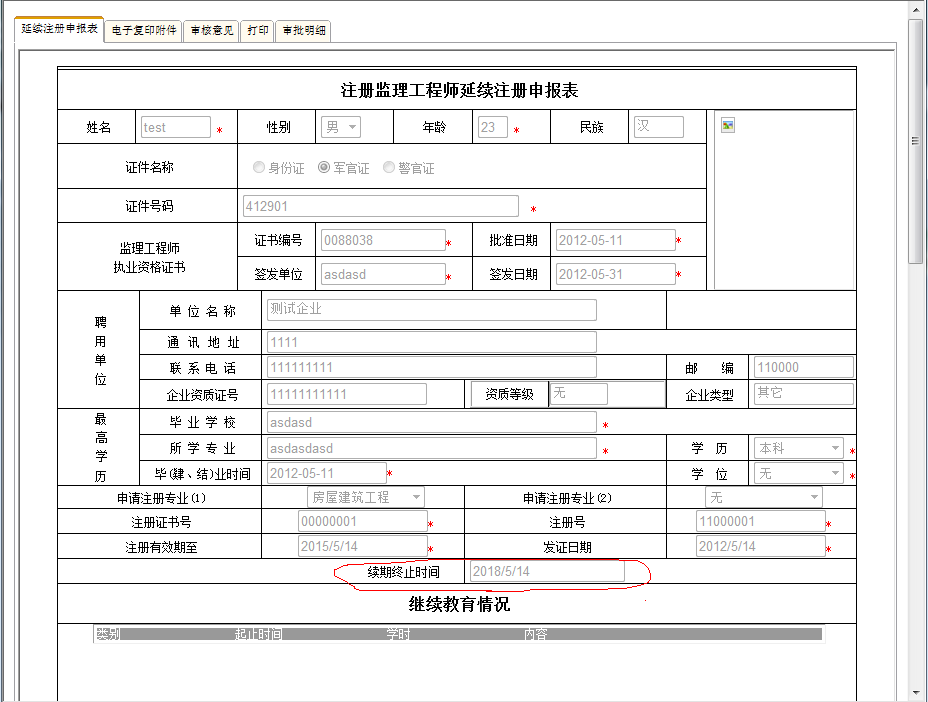 延续注册申报表 电子复印附件 审核意见 打印 审批明细
注册监理工程师延续注册申报表
姓名 test * 性别 男 年龄 23 * 民族 汉
证件名称 身份证 军官证 警官证
证件号码 412901 *
监理工程师
执业资格证书
证书编号 0088038 * 批准日期 2012-05-11 *
签发单位 asdasd * 签发日期 2012-05-31 *
聘用单位
单位名称 测试企业
通讯地址 1111
联系电话 111111111 邮编 110000
企业资质证号 11111111111 资质等级 无 企业类型 其它
最高学历
毕业学校 asdasd *
所学专业 asdasdasd * 学历 本科 *
毕(肄、结)业时间 2012-05-11 * 学位 无 *
申请注册专业(1) 房屋建筑工程 申请注册专业(2) 无
注册证书号 00000001 * 注册号 11000001 *
注册有效期至 2015/5/14 * 发证日期 2012/5/14 *
续期终止时间 2018/5/14
继续教育情况
类别 起止时间 学时 内容